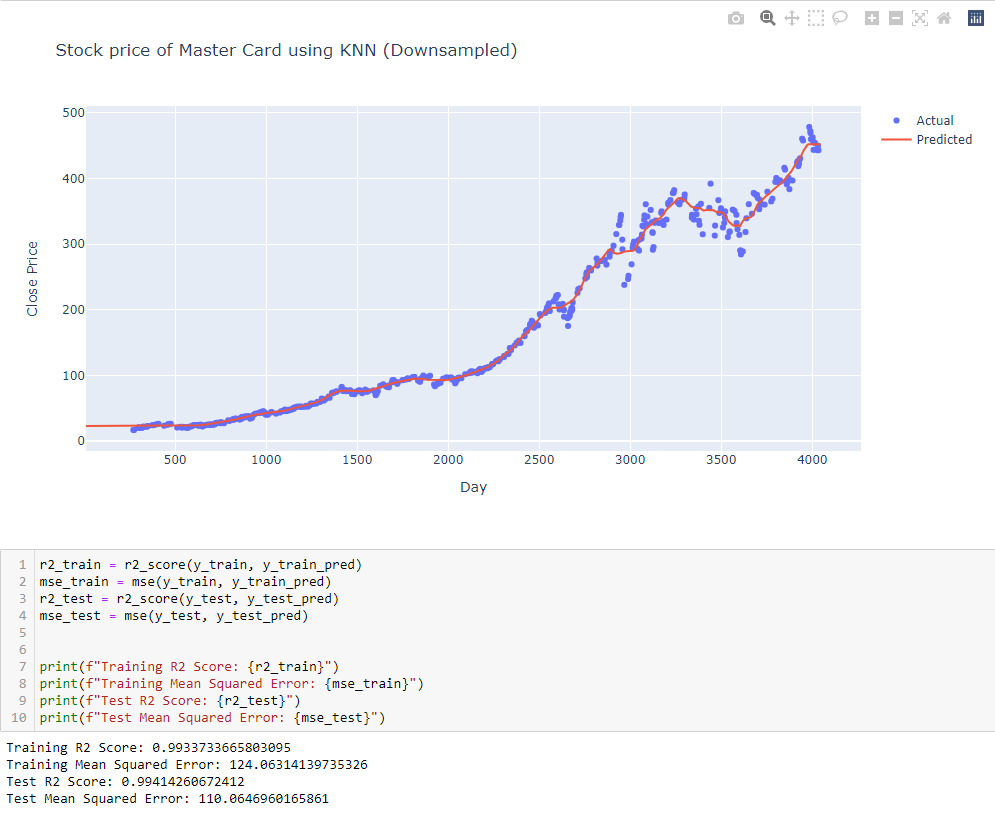 Stock price of Master Card using KNN (Downsampled)
Actual
Predicted
500
400
300
200
100
0
Close Price
500 1000 1500 2000 2500 3000 3500 4000
Day
1 r2_train = r2_score(y_train, y_train_pred)
2 mse_train = mse(y_train, y_train_pred)
3 r2_test = r2_score(y_test, y_test_pred)
4 mse_test = mse(y_test, y_test_pred)
5
6
7 print(f"Training R2 Score: {r2_train}")
8 print(f"Training Mean Squared Error: {mse_train}")
9 print(f"Test R2 Score: {r2_test}")
10 print(f"Test Mean Squared Error: {mse_test}")
Training R2 Score: 0.9933733665803095
Training Mean Squared Error: 124.06314139735326
Test R2 Score: 0.99414260672412
Test Mean Squared Error: 110.0646960165861